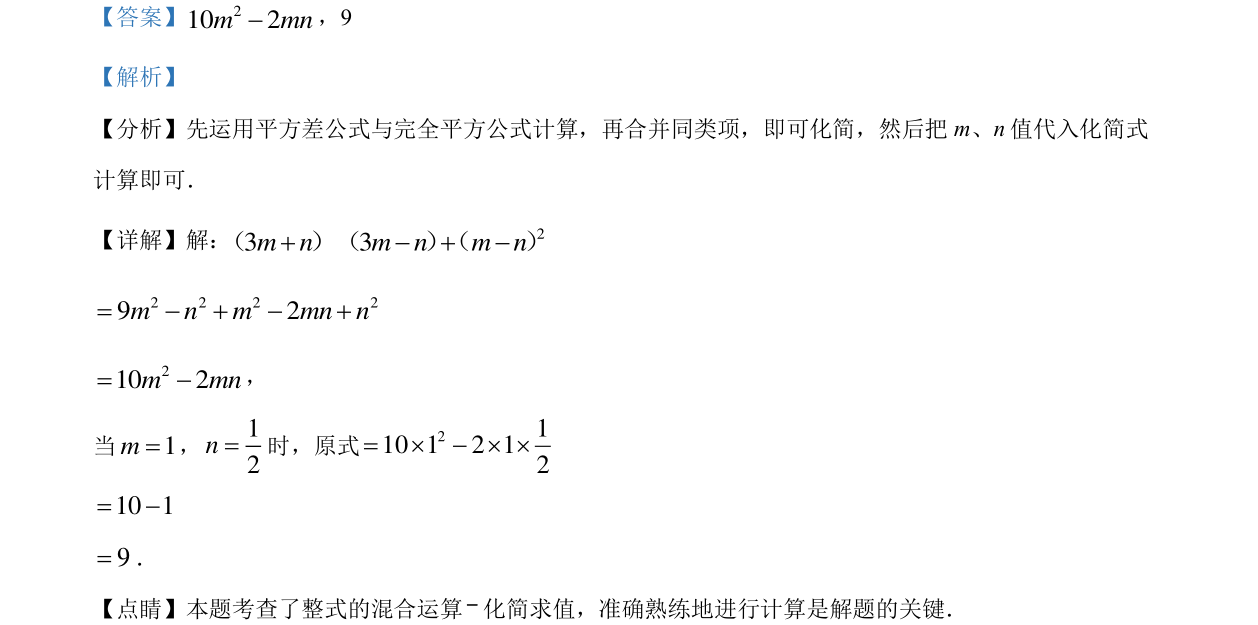 【答案】10m² − 2mn，9
【解析】
【分析】先运用平方差公式与完全平方公式计算，再合并同类项，即可化简，然后把 m、n 值代入化简式
计算即可．
【详解】解：(3m+n) (3m−n)+(m−n)²
=9m²−n²+m²−2mn+n²
=10m²−2mn，
当 m=1，n=1/2 时，原式=10×1²−2×1×1/2
=10−1
=9．
【点睛】本题考查了整式的混合运算−化简求值，准确熟练地进行计算是解题的关键．